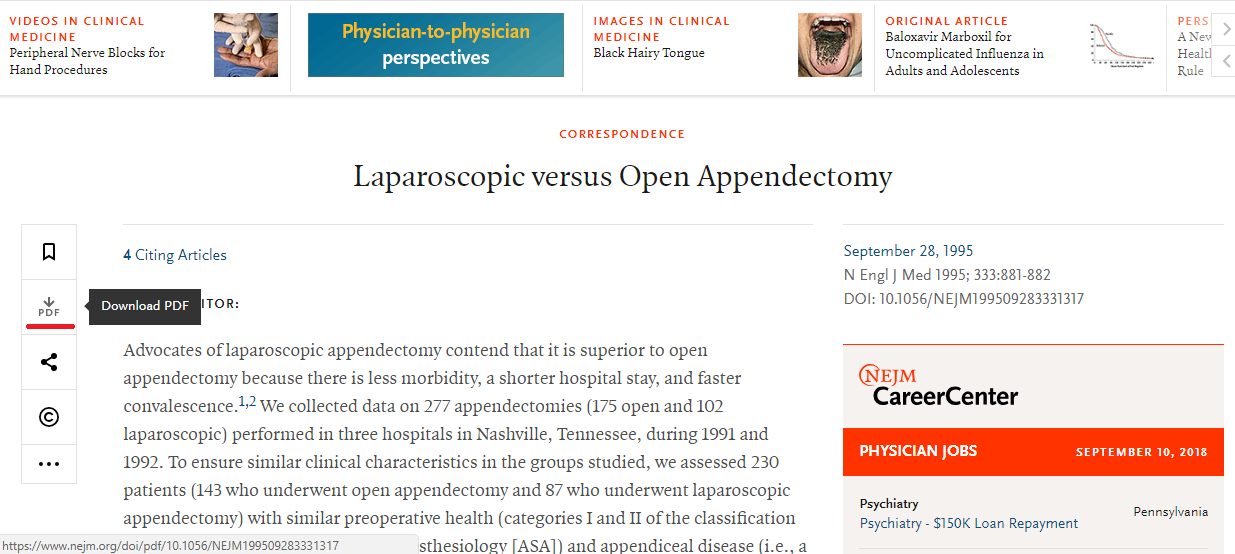 VIDEOS IN CLINICAL
MEDICINE
Peripheral Nerve Blocks for
Hand Procedures
Physician-to-physician
perspectives
IMAGES IN CLINICAL
MEDICINE
Black Hairy Tongue
ORIGINAL ARTICLE
Baloxavir Marboxil for
Uncomplicated Influenza in
Adults and Adolescents
PERS
A New
Healt
Rule
CORRESPONDENCE
Laparoscopic versus Open Appendectomy
4 Citing Articles
PDF
Download PDF
ITOR:
Advocates of laparoscopic appendectomy contend that it is superior to open
appendectomy because there is less morbidity, a shorter hospital stay, and faster
convalescence.1,2 We collected data on 277 appendectomies (175 open and 102
laparoscopic) performed in three hospitals in Nashville, Tennessee, during 1991 and
1992. To ensure similar clinical characteristics in the groups studied, we assessed 230
patients (143 who underwent open appendectomy and 87 who underwent laparoscopic
appendectomy) with similar preoperative health (categories I and II of the classification
sthesiology [ASA]) and appendiceal disease (i.e., a
https://www.nejm.org/doi/pdf/10.1056/NEJM199509283331317
September 28, 1995
N Engl J Med 1995; 333:881-882
DOI: 10.1056/NEJM199509283331317
NEJM
CareerCenter
PHYSICIAN JOBS SEPTEMBER 10, 2018
Psychiatry
Psychiatry - $150K Loan Repayment
Pennsylvania